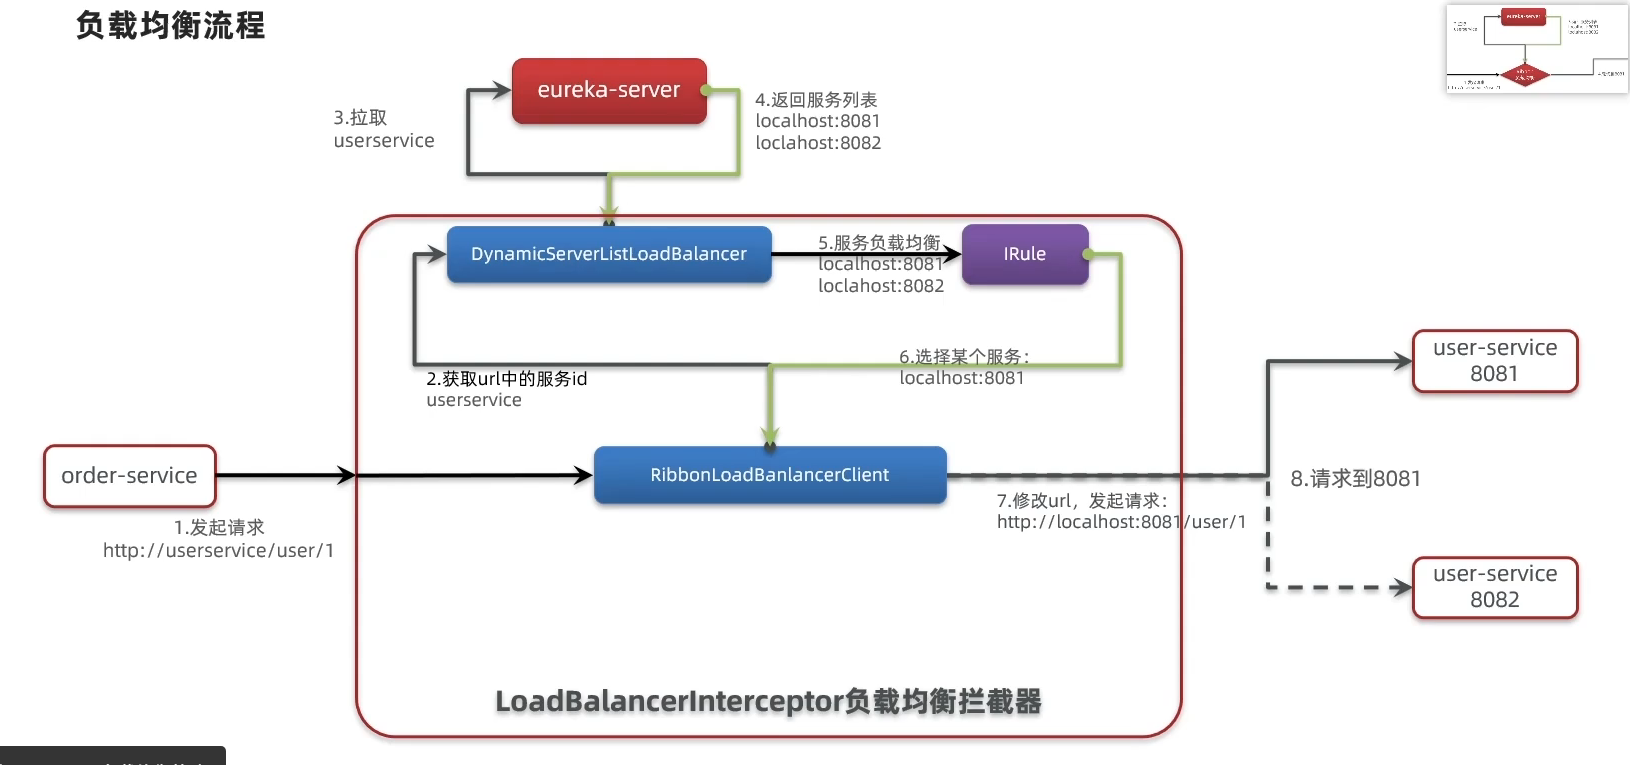 负载均衡流程
eureka-server
3.拉取
userservice
4.返回服务列表
localhost:8081
loclahost:8082
DynamicServerListLoadBalancer
5.服务负载均衡
localhost:8081
loclahost:8082
IRule
2.获取url中的服务id
userservice
6.选择某个服务：
localhost:8081
user-service
8081
order-service
1.发起请求
http://userservice/user/1
RibbonLoadBanlancerClient
7.修改url，发起请求：
http://localhost:8081/user/1
8.请求到8081
user-service
8082
LoadBalancerInterceptor负载均衡拦截器
eureka-server
userservice